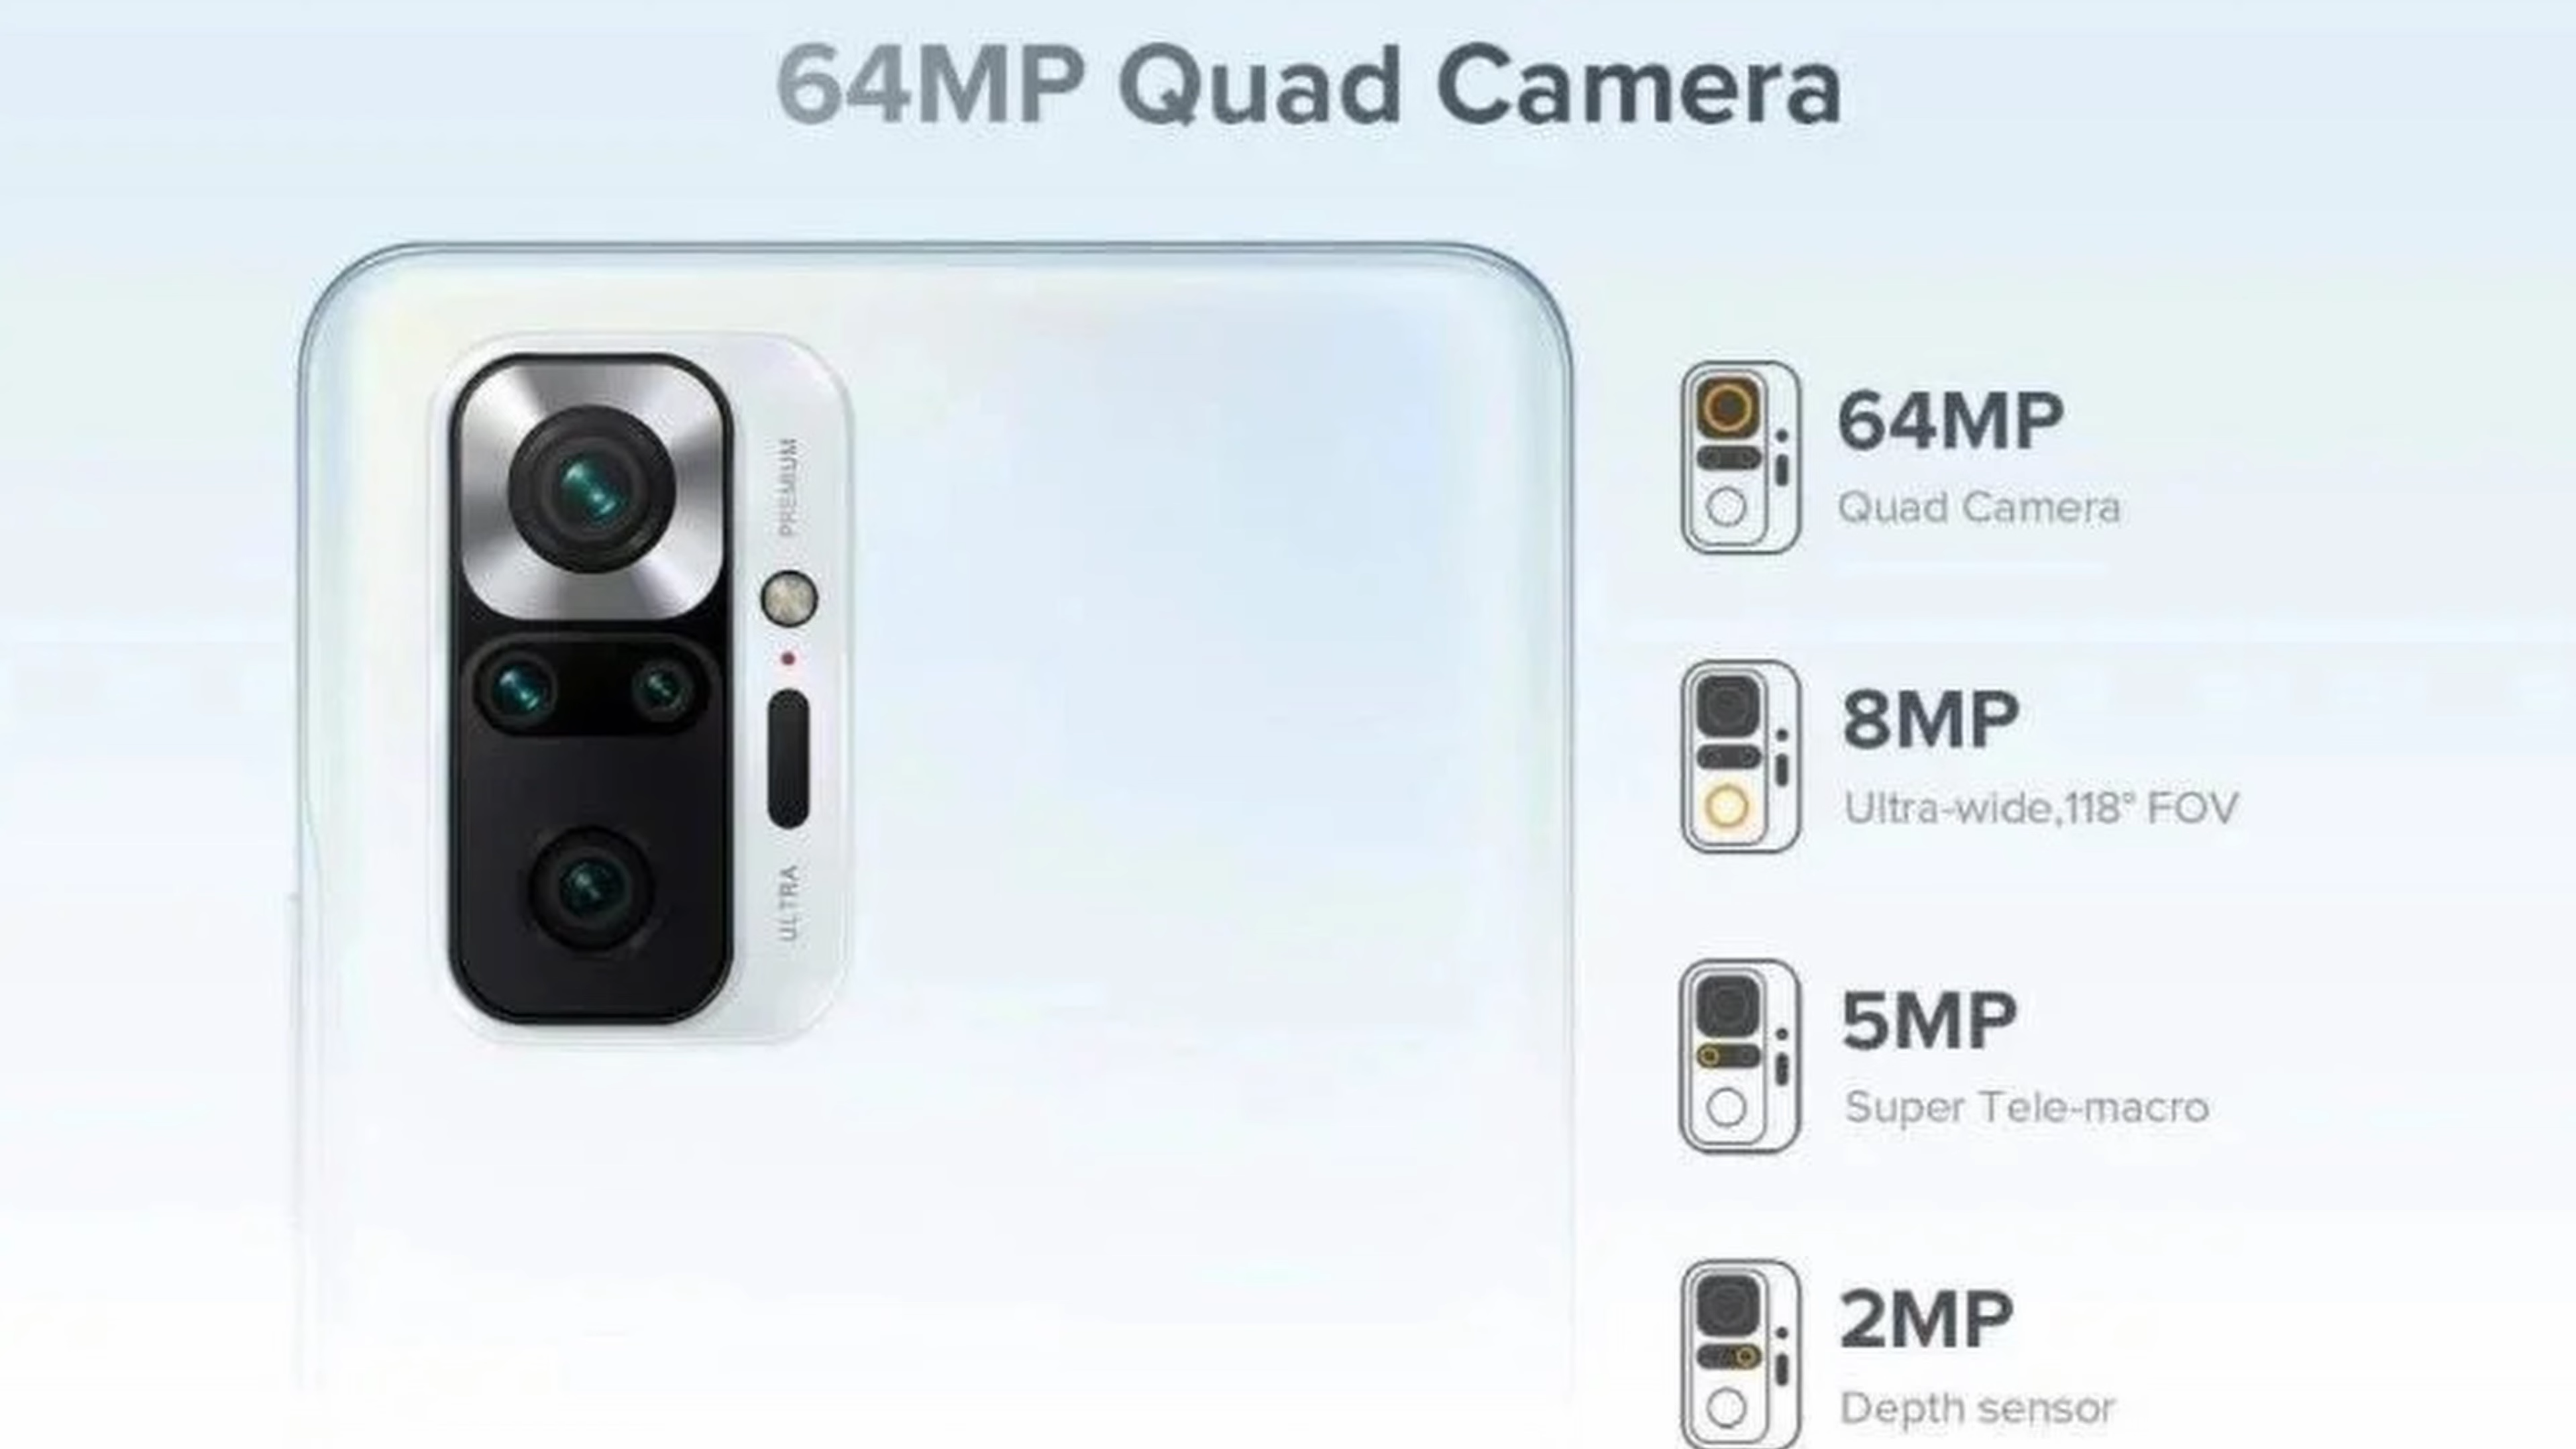 64MP Quad Camera
PREMIUM
ULTRA
64MP
Quad Camera
8MP
Ultra-wide,118° FOV
5MP
Super Tele-macro
2MP
Depth sensor